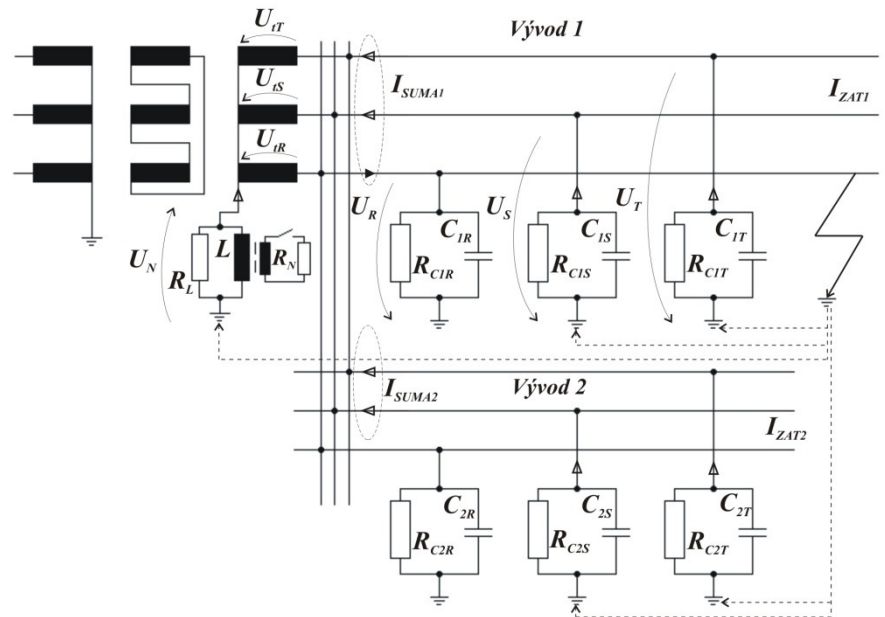 U_tT
Vývod 1
U_tS
I_SUMA1
I_ZAT1
U_tR
U_R
U_S
U_T
C_1R
C_1S
C_1T
U_N
L
R_N
R_L
R_C1R
R_C1S
R_C1T
I_SUMA2
Vývod 2
I_ZAT2
C_2R
C_2S
C_2T
R_C2R
R_C2S
R_C2T